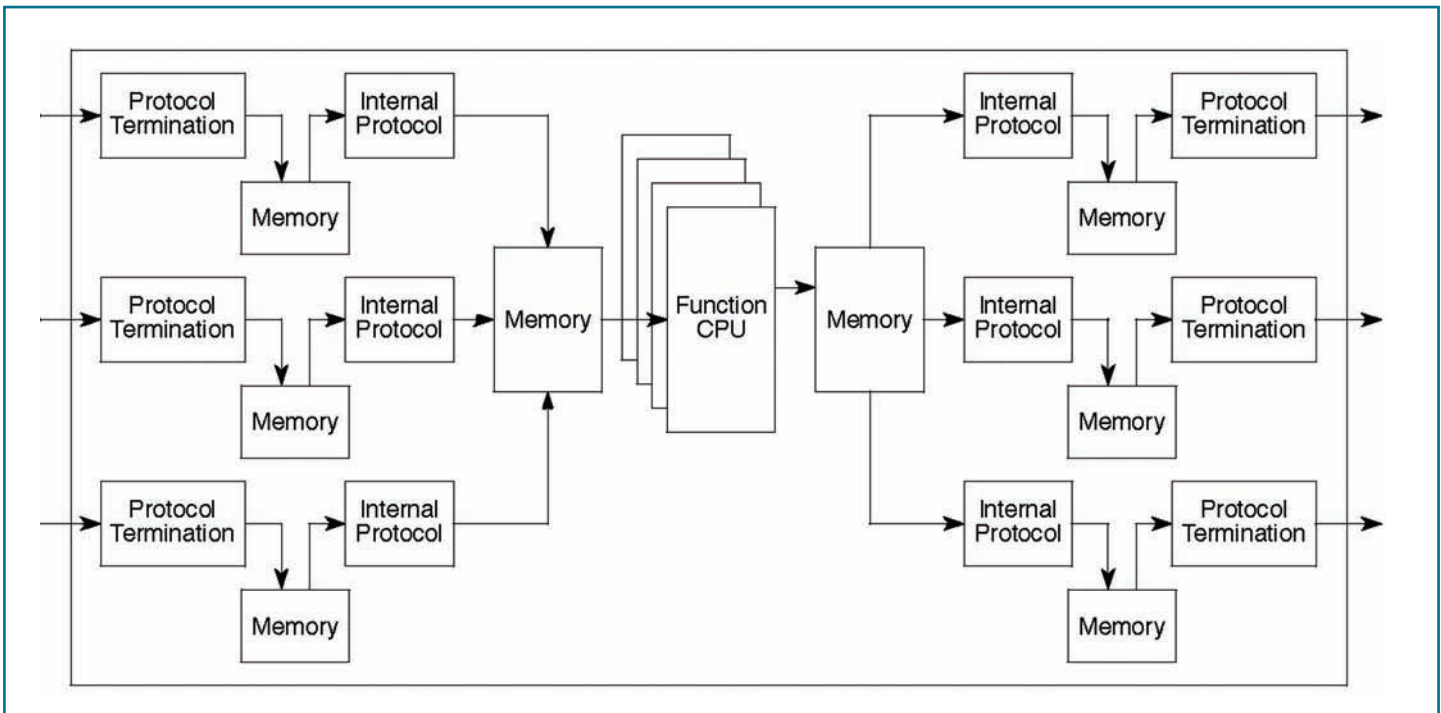 Protocol
Termination
Internal
Protocol
Memory
Protocol
Termination
Internal
Protocol
Memory
Protocol
Termination
Internal
Protocol
Memory
Memory
Function
CPU
Memory
Internal
Protocol
Protocol
Termination
Memory
Internal
Protocol
Protocol
Termination
Memory
Internal
Protocol
Protocol
Termination
Memory